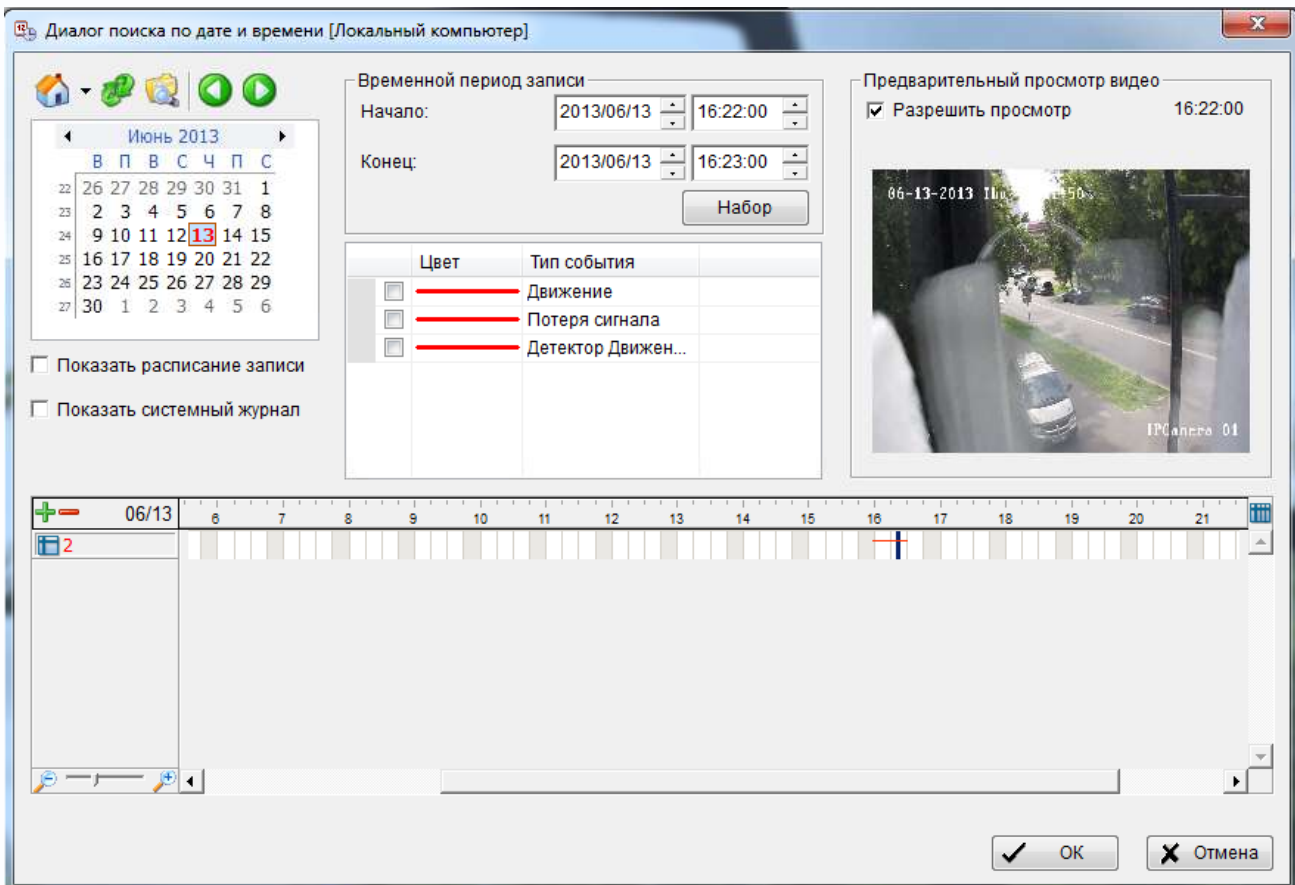 Диалог поиска по дате и времени [Локальный компьютер]
Июнь 2013
В П В С Ч П С
22 26 27 28 29 30 31 1
23 2 3 4 5 6 7 8
24 9 10 11 12 13 14 15
25 16 17 18 19 20 21 22
26 23 24 25 26 27 28 29
27 30 1 2 3 4 5 6
Показать расписание записи
Показать системный журнал
Временной период записи
Начало: 2013/06/13 16:22:00
Конец: 2013/06/13 16:23:00
Набор
Цвет Тип события
Движение
Потеря сигнала
Детектор Движен...
Предварительный просмотр видео
Разрешить просмотр 16:22:00
06-13-2013
IPCamera 01
06/13 6 7 8 9 10 11 12 13 14 15 16 17 18 19 20 21
2
ОК
Отмена